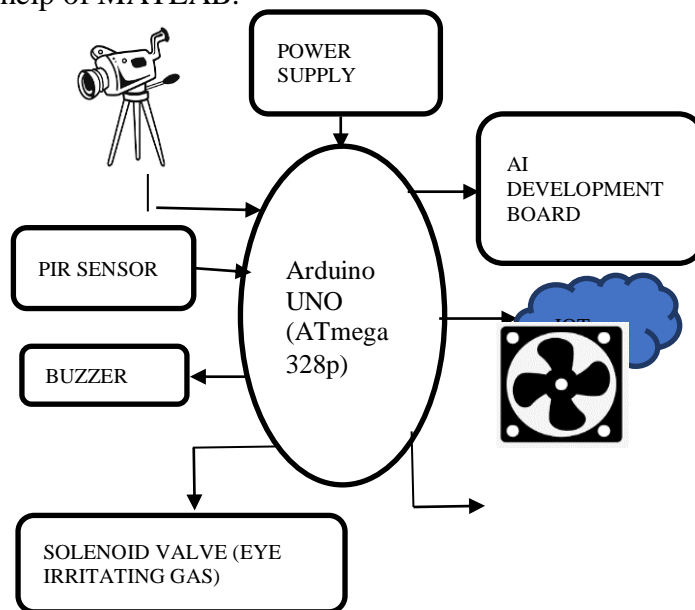 help of MATLAB.
POWER
SUPPLY
AI
DEVELOPMENT
BOARD
PIR SENSOR
Arduino
UNO
(ATmega
328p)
BUZZER
SOLENOID VALVE (EYE
IRRITATING GAS)